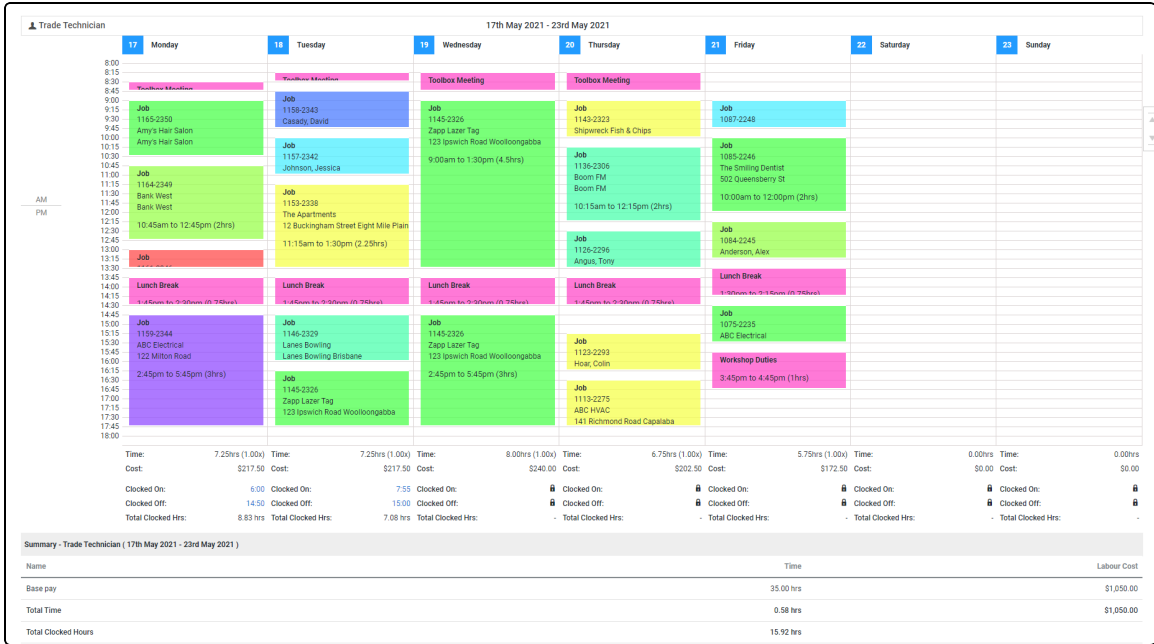 Trade Technician
17th May 2021 - 23rd May 2021
17 Monday
18 Tuesday
19 Wednesday
20 Thursday
21 Friday
22 Saturday
23 Sunday
AM
PM
8:00
8:15
8:30
8:45
9:00
9:15
9:30
9:45
10:00
10:15
10:30
10:45
11:00
11:15
11:30
11:45
12:00
12:15
12:30
12:45
13:00
13:15
13:30
13:45
14:00
14:15
14:30
14:45
15:00
15:15
15:30
15:45
16:00
16:15
16:30
16:45
17:00
17:15
17:30
17:45
18:00
Toolbox Meeting
Job
1165-2350
Amy's Hair Salon
Amy's Hair Salon
Job
1164-2349
Bank West
Bank West
10:45am to 12:45pm (2hrs)
Job
Lunch Break
1:45pm to 2:30pm (0.75hrs)
Job
1159-2344
ABC Electrical
122 Milton Road
2:45pm to 5:45pm (3hrs)
Toolbox Meeting
Job
1158-2343
Casady, David
Job
1157-2342
Johnson, Jessica
Job
1153-2338
The Apartments
12 Buckingham Street Eight Mile Plain
11:15am to 1:30pm (2.25hrs)
Lunch Break
1:45pm to 2:30pm (0.75hrs)
Job
1146-2329
Lanes Bowling
Lanes Bowling Brisbane
Job
1145-2326
Zapp Lazer Tag
123 Ipswich Road Woolloongabba
Toolbox Meeting
Job
1145-2326
Zapp Lazer Tag
123 Ipswich Road Woolloongabba
9:00am to 1:30pm (4.5hrs)
Lunch Break
1:45pm to 2:30pm (0.75hrs)
Job
1145-2326
Zapp Lazer Tag
123 Ipswich Road Woolloongabba
2:45pm to 5:45pm (3hrs)
Toolbox Meeting
Job
1143-2323
Shipwreck Fish & Chips
Job
1136-2306
Boom FM
Boom FM
10:15am to 12:15pm (2hrs)
Job
1126-2296
Angus, Tony
Lunch Break
1:45pm to 2:30pm (0.75hrs)
Job
1123-2293
Hoar, Colin
Job
1113-2275
ABC HVAC
141 Richmond Road Capalaba
Job
1087-2248
Job
1085-2246
The Smiling Dentist
502 Queensberry St
10:00am to 12:00pm (2hrs)
Job
1084-2245
Anderson, Alex
Lunch Break
1:30pm to 2:15pm (0.75hrs)
Job
1075-2235
ABC Electrical
Workshop Duties
3:45pm to 4:45pm (1hrs)
Time: 7.25hrs (1.00x) Time: 7.25hrs (1.00x) Time: 8.00hrs (1.00x) Time: 6.75hrs (1.00x) Time: 5.75hrs (1.00x) Time: 0.00hrs Time: 0.00hrs
Cost: $217.50 Cost: $217.50 Cost: $240.00 Cost: $202.50 Cost: $172.50 Cost: $0.00 Cost: $0.00
Clocked On: 6:00 Clocked On: 7:55 Clocked On: Clocked On: Clocked On: Clocked On: Clocked On:
Clocked Off: 14:50 Clocked Off: 15:00 Clocked Off: Clocked Off: Clocked Off: Clocked Off: Clocked Off:
Total Clocked Hrs: 8.83 hrs Total Clocked Hrs: 7.08 hrs Total Clocked Hrs: - Total Clocked Hrs: - Total Clocked Hrs: - Total Clocked Hrs: - Total Clocked Hrs: -
Summary - Trade Technician ( 17th May 2021 - 23rd May 2021 )
Name Time Labour Cost
Base pay 35.00 hrs $1,050.00
Total Time 0.58 hrs $1,050.00
Total Clocked Hours 15.92 hrs